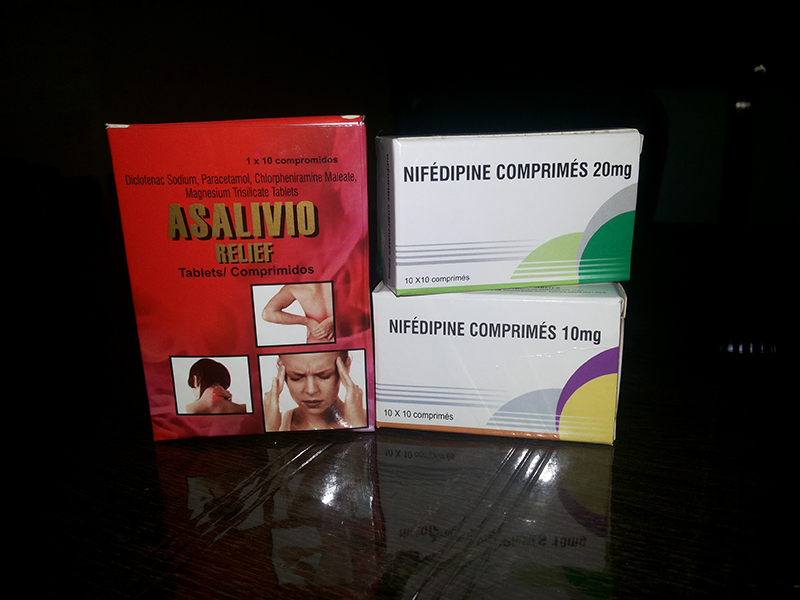 1 x 10 compromidos
Diclofenac Sodium, Paracetamol, Chlorpheniramine Maleate,
Magnesium Trisilicate Tablets
ASALIVIO
RELIEF
Tablets/ Comprimidos
NIFÉDIPINE COMPRIMÉS 20mg
10 X10 comprimés
NIFÉDIPINE COMPRIMÉS 10mg
10 X 10 comprimés